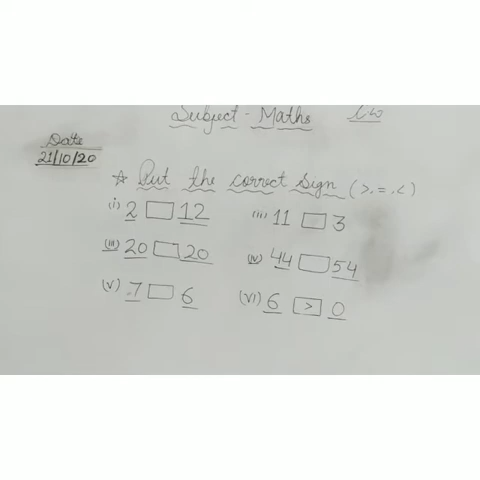 Subject - Maths C.W
Date
21/10/20
☆ Put the correct sign (>, =, <)
(i) 2 □ 12 (ii) 11 □ 3
(iii) 20 □ 20 (iv) 44 □ 54
(v) 7 □ 6 (vi) 6 > 0